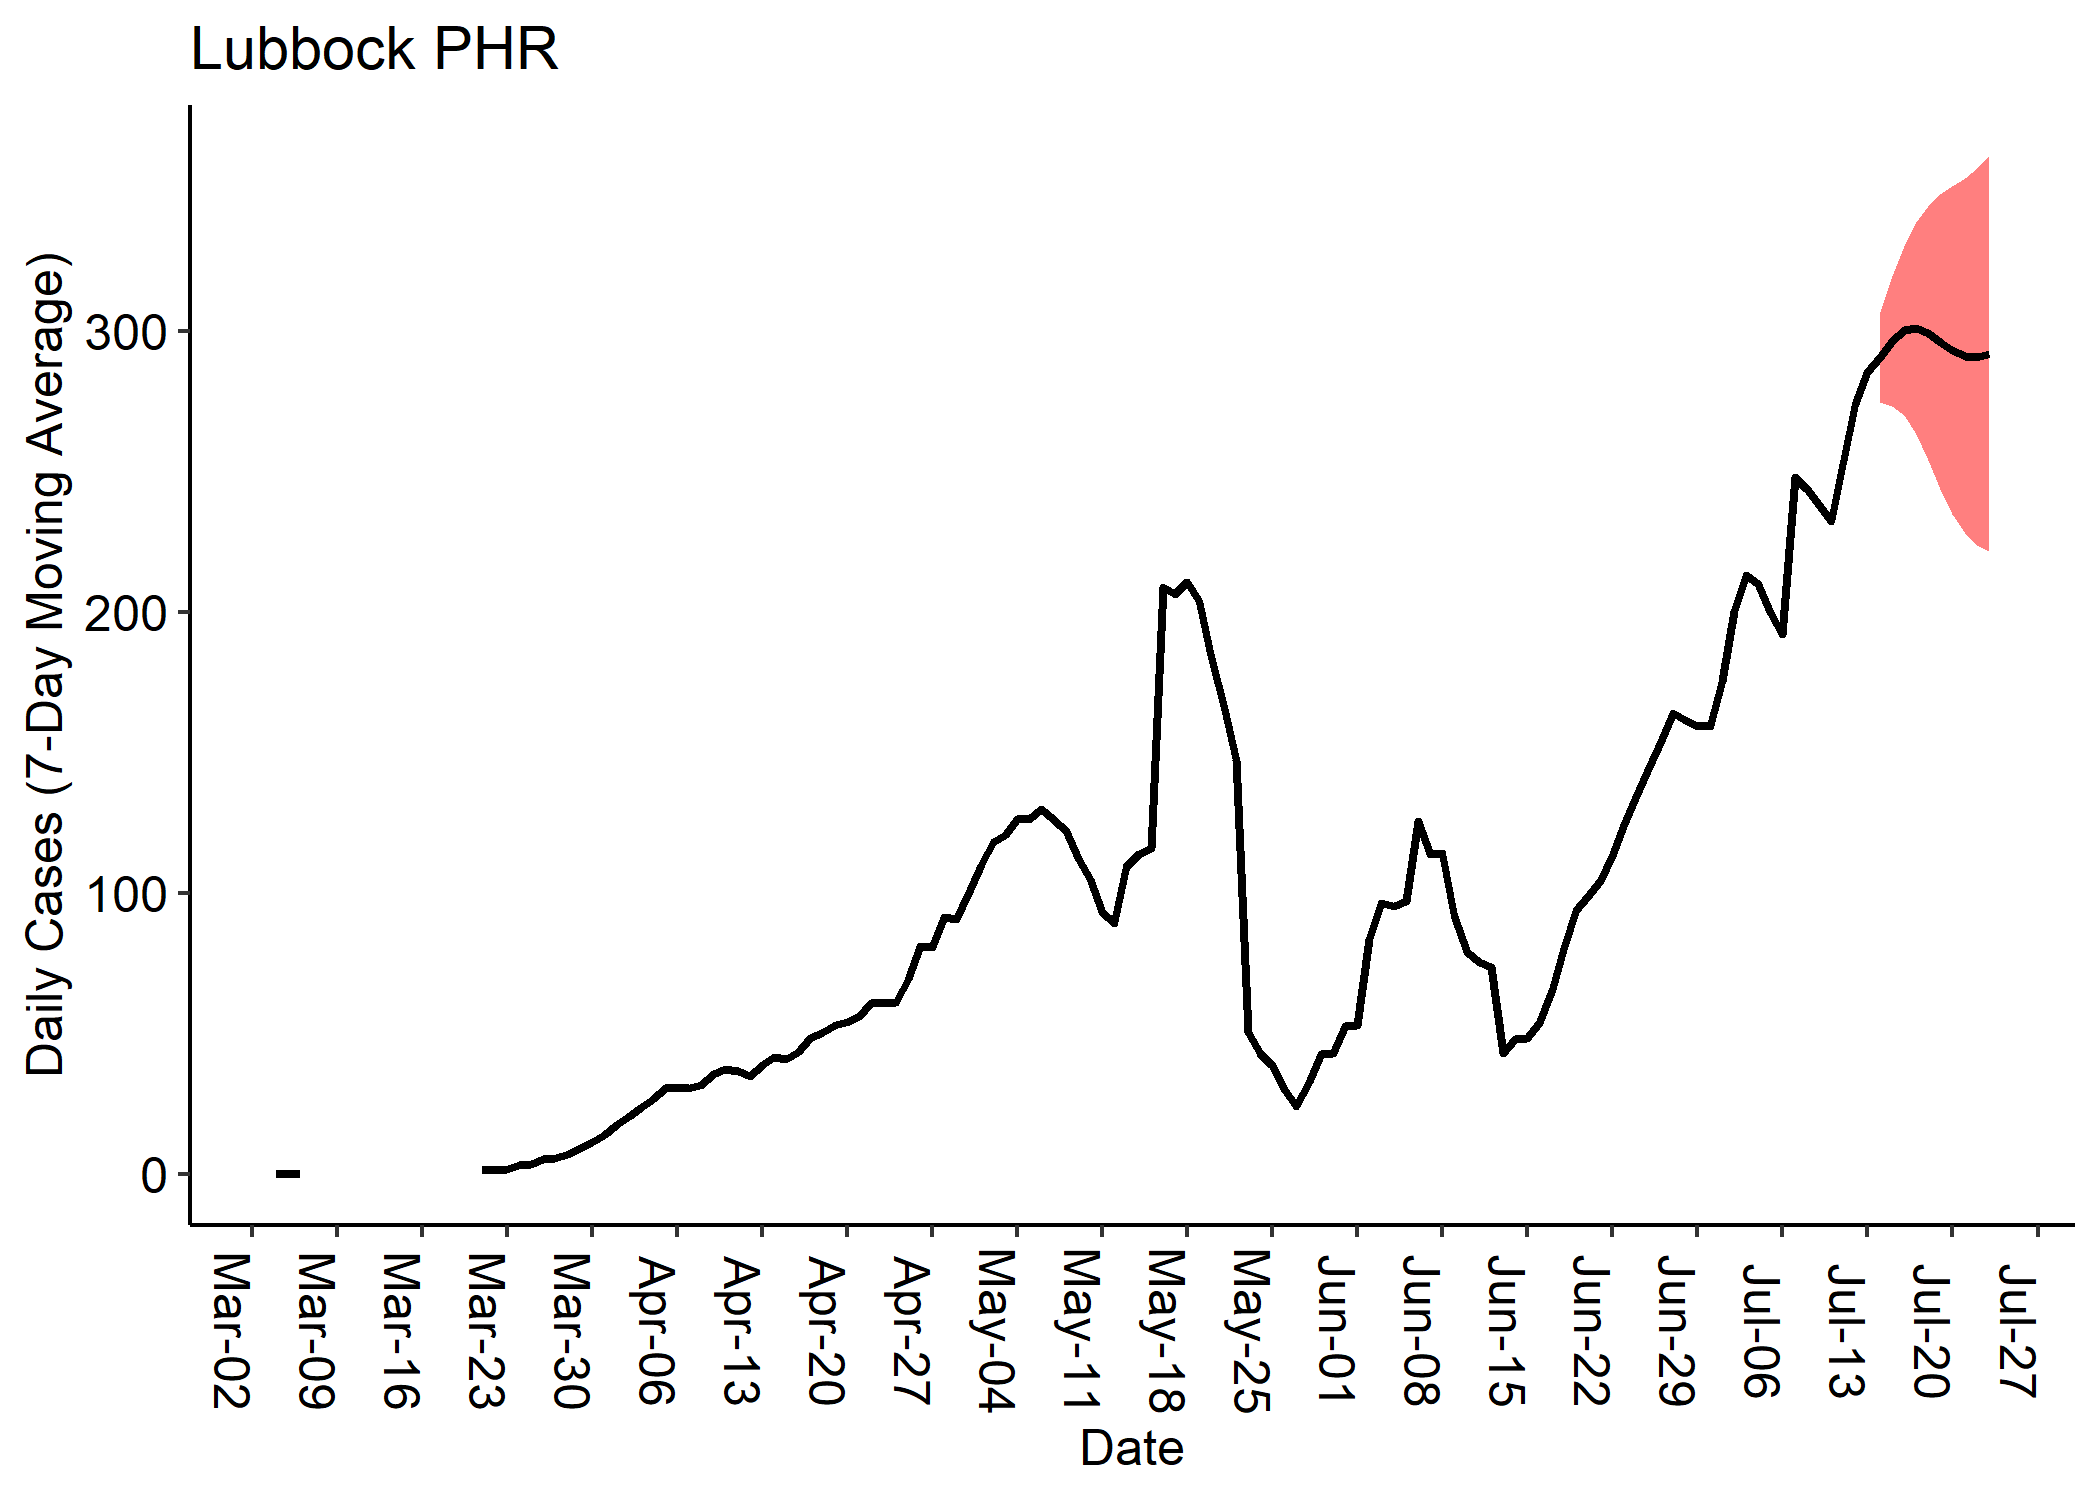 Lubbock PHR
Daily Cases (7-Day Moving Average)
300
200
100
0
Mar-02
Mar-09
Mar-16
Mar-23
Mar-30
Apr-06
Apr-13
Apr-20
Apr-27
May-04
May-11
May-18
May-25
Jun-01
Jun-08
Jun-15
Jun-22
Jun-29
Jul-06
Jul-13
Jul-20
Jul-27
Date